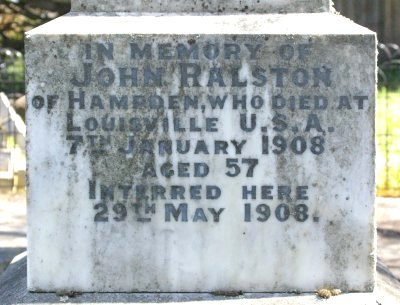 IN MEMORY OF
JOHN RALSTON
OF HAMPDEN, WHO DIED AT
LOUISVILLE U.S.A.
7TH JANUARY 1908
AGED 57
INTERRED HERE
29TH MAY 1908.